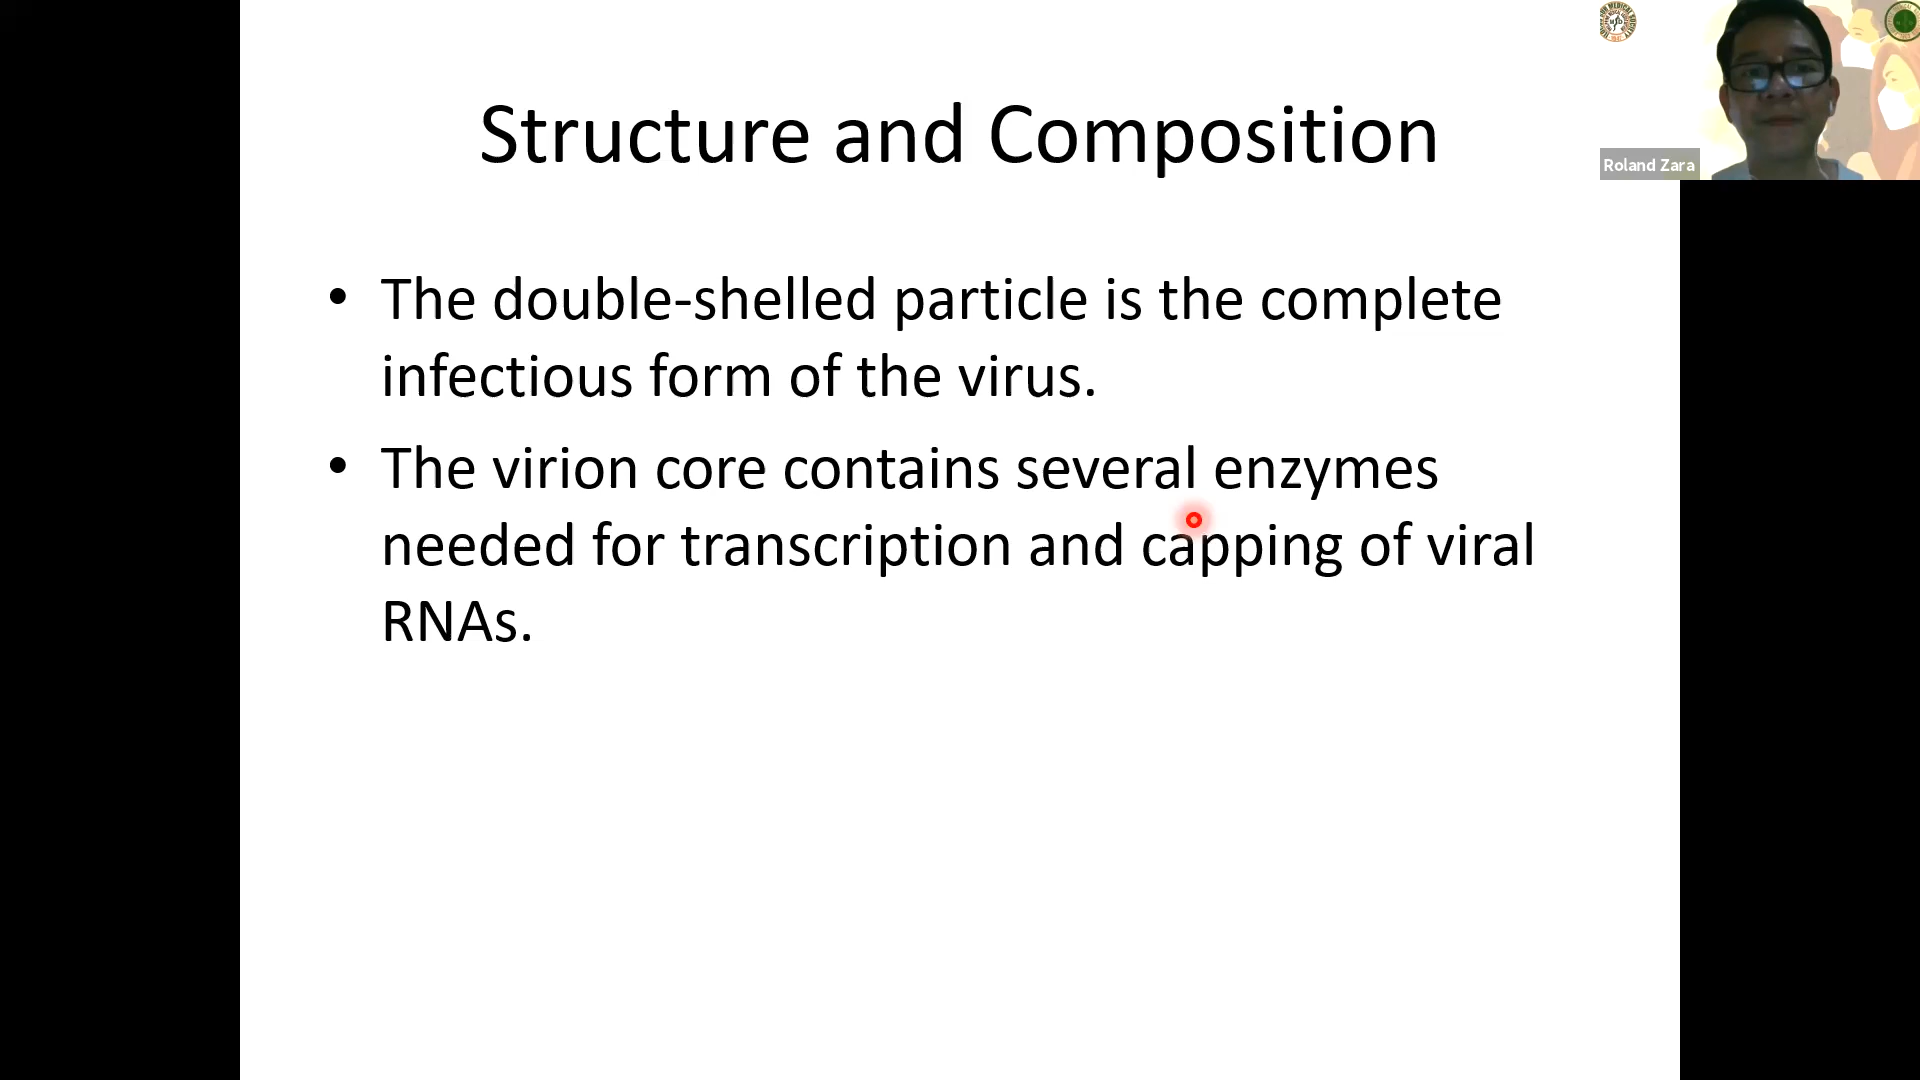 Structure and Composition
• The double-shelled particle is the complete
infectious form of the virus.
• The virion core contains several enzymes
needed for transcription and capping of viral
RNAs.
Roland Zara